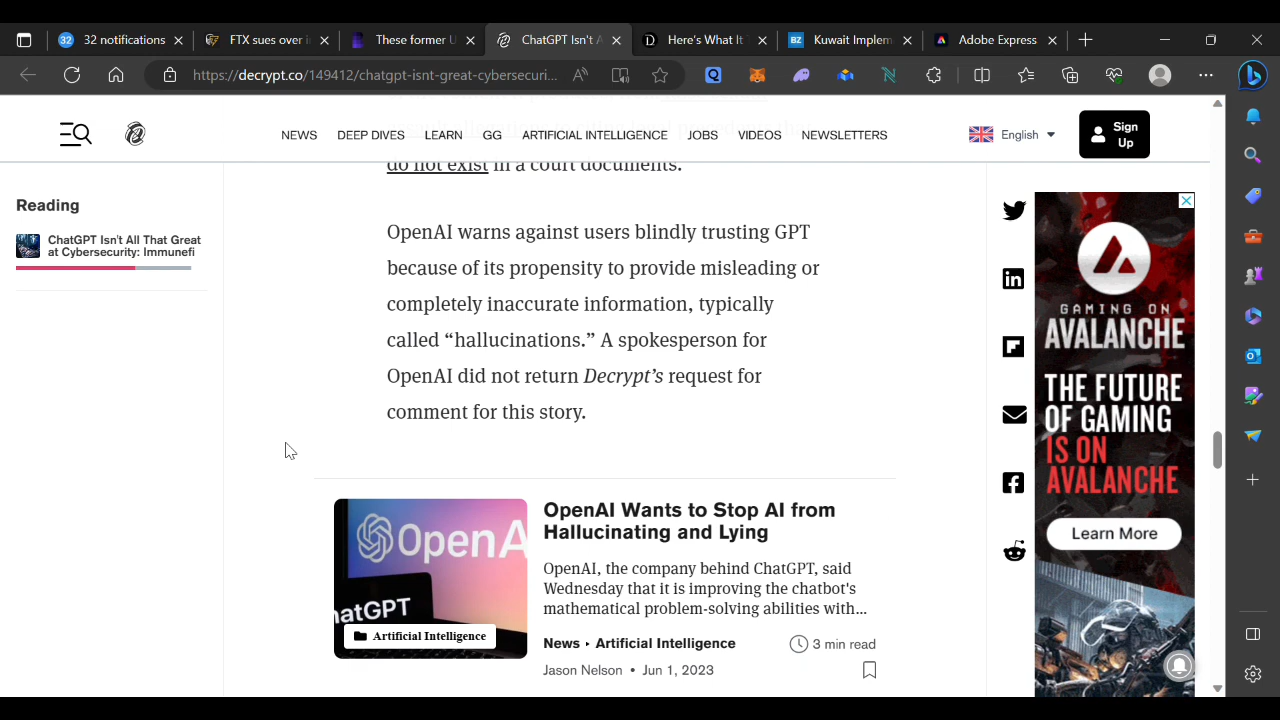 32
32 notifications
FTX sues over i
These former U
ChatGPT Isn't A
Here's What It
BZ
Kuwait Implem
Adobe Express
https://decrypt.co/149412/chatgpt-isnt-great-cybersecuri...
NEWS
DEEP DIVES
LEARN
GG
ARTIFICIAL INTELLIGENCE
JOBS
VIDEOS
NEWSLETTERS
English
Sign
Up
do not exist in a court documents.
Reading
ChatGPT Isn't All That Great
at Cybersecurity: Immunefi
OpenAI warns against users blindly trusting GPT
because of its propensity to provide misleading or
completely inaccurate information, typically
called “hallucinations.” A spokesperson for
OpenAI did not return Decrypt’s request for
comment for this story.
OpenA
hatGPT
Artificial Intelligence
OpenAI Wants to Stop AI from
Hallucinating and Lying
OpenAI, the company behind ChatGPT, said
Wednesday that it is improving the chatbot's
mathematical problem-solving abilities with...
News • Artificial Intelligence
3 min read
Jason Nelson • Jun 1, 2023
GAMING ON
AVALANCHE
THE FUTURE
OF GAMING
IS ON
AVALANCHE
Learn More